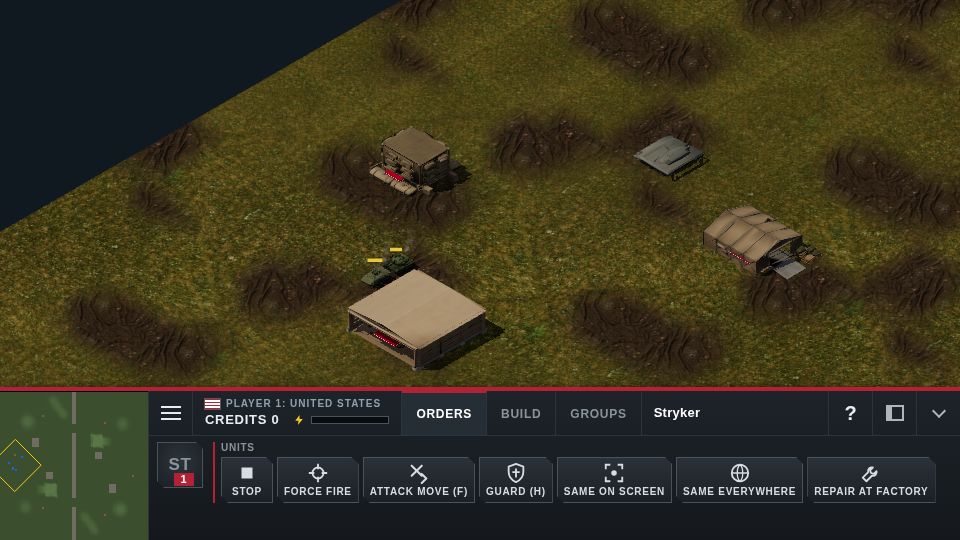 PLAYER 1: UNITED STATES
CREDITS 0
ORDERS
BUILD
GROUPS
Stryker
?
ST
1
UNITS
STOP
FORCE FIRE
ATTACK MOVE (F)
GUARD (H)
SAME ON SCREEN
SAME EVERYWHERE
REPAIR AT FACTORY